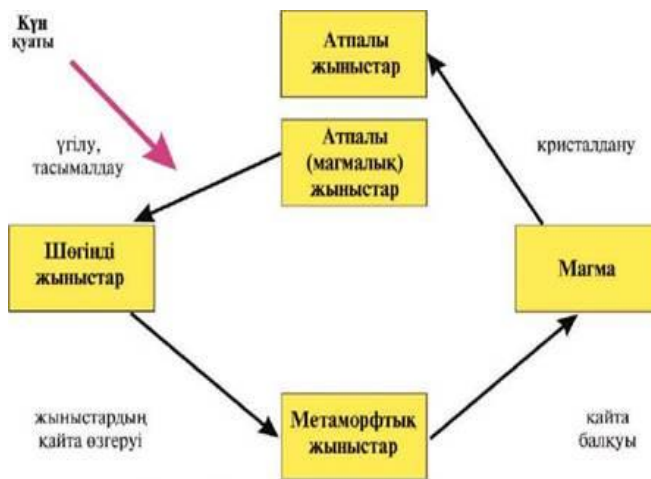 Күн
қуаты
Атпалы
жыныстар
үгілу,
тасымалдау
Атпалы
(магмалық)
жыныстар
кристалдану
Шөгінді
жыныстар
Магма
жыныстардың
қайта өзгеруі
Метаморфтық
жыныстар
қайта
балқуы